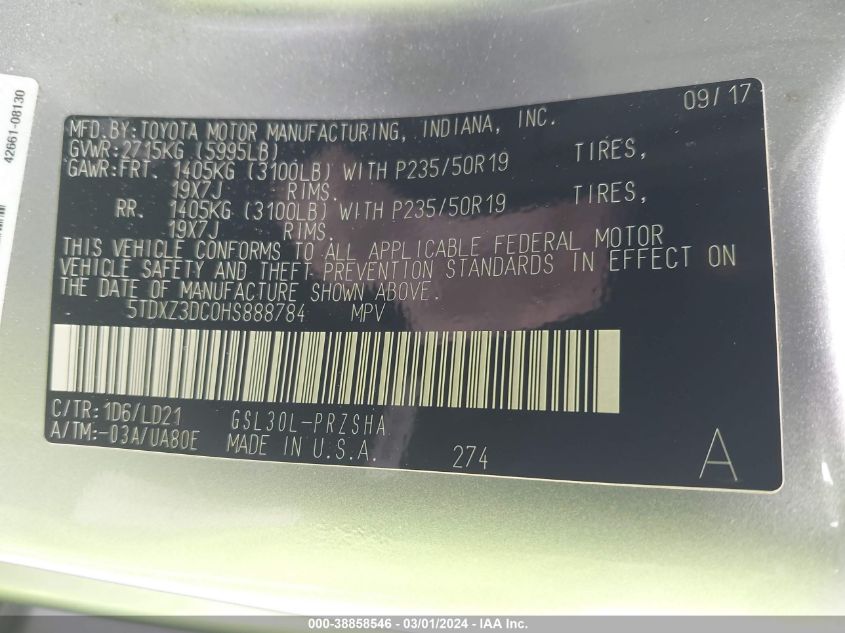 42661-08130
09/17
MFD.BY:TOYOTA MOTOR MANUFACTURING, INDIANA, INC.
GVWR:2715KG (5995LB)
GAWR:FRT. 1405KG (3100LB) WITH P235/50R19 TIRES,
19X7J RIMS.
RR. 1405KG (3100LB) WITH P235/50R19 TIRES,
19X7J RIMS.
THIS VEHICLE CONFORMS TO ALL APPLICABLE FEDERAL MOTOR
VEHICLE SAFETY AND THEFT PREVENTION STANDARDS IN EFFECT ON
THE DATE OF MANUFACTURE SHOWN ABOVE.
5TDXZ3DC0HS888784 MPV
C/TR:1D6/LD21 GSL30L-PRZSHA
A/TM:-03A/UA80E MADE IN U.S.A. 274 A
000-38858546 — 03/01/2024 — IAA Inc.